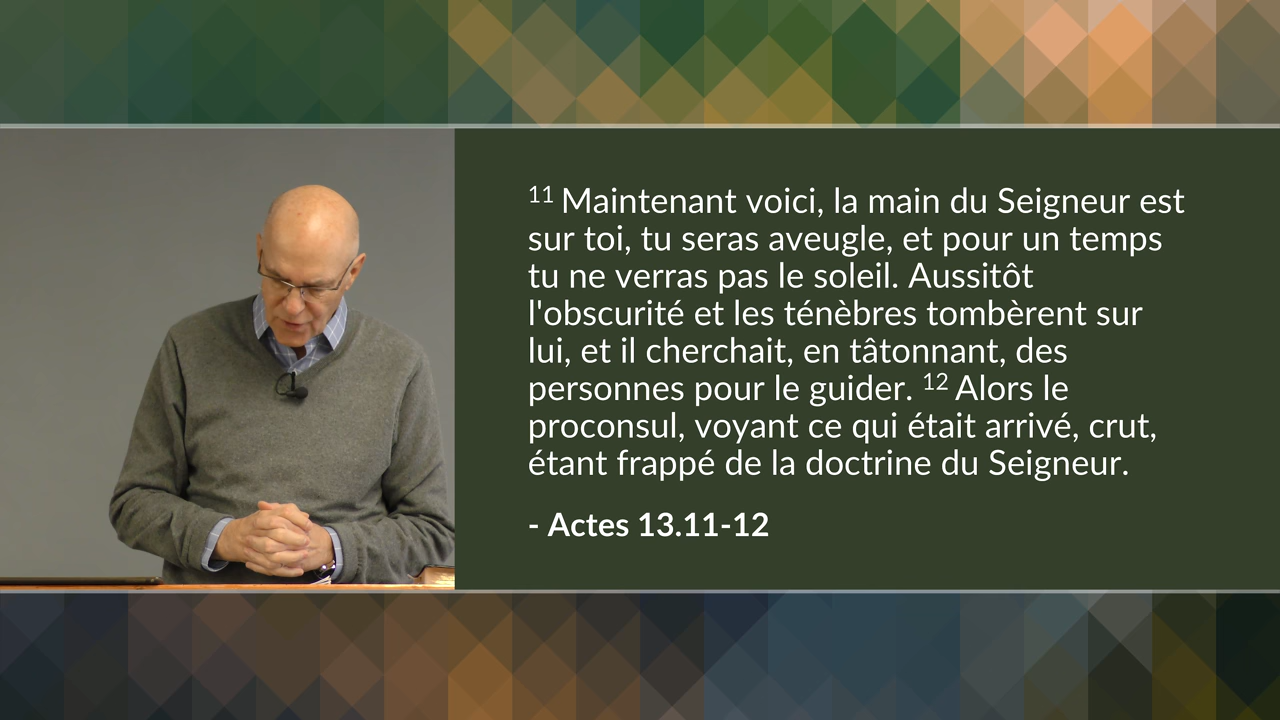 11 Maintenant voici, la main du Seigneur est
sur toi, tu seras aveugle, et pour un temps
tu ne verras pas le soleil. Aussitôt
l'obscurité et les ténèbres tombèrent sur
lui, et il cherchait, en tâtonnant, des
personnes pour le guider. 12 Alors le
proconsul, voyant ce qui était arrivé, crut,
étant frappé de la doctrine du Seigneur.
- Actes 13.11-12